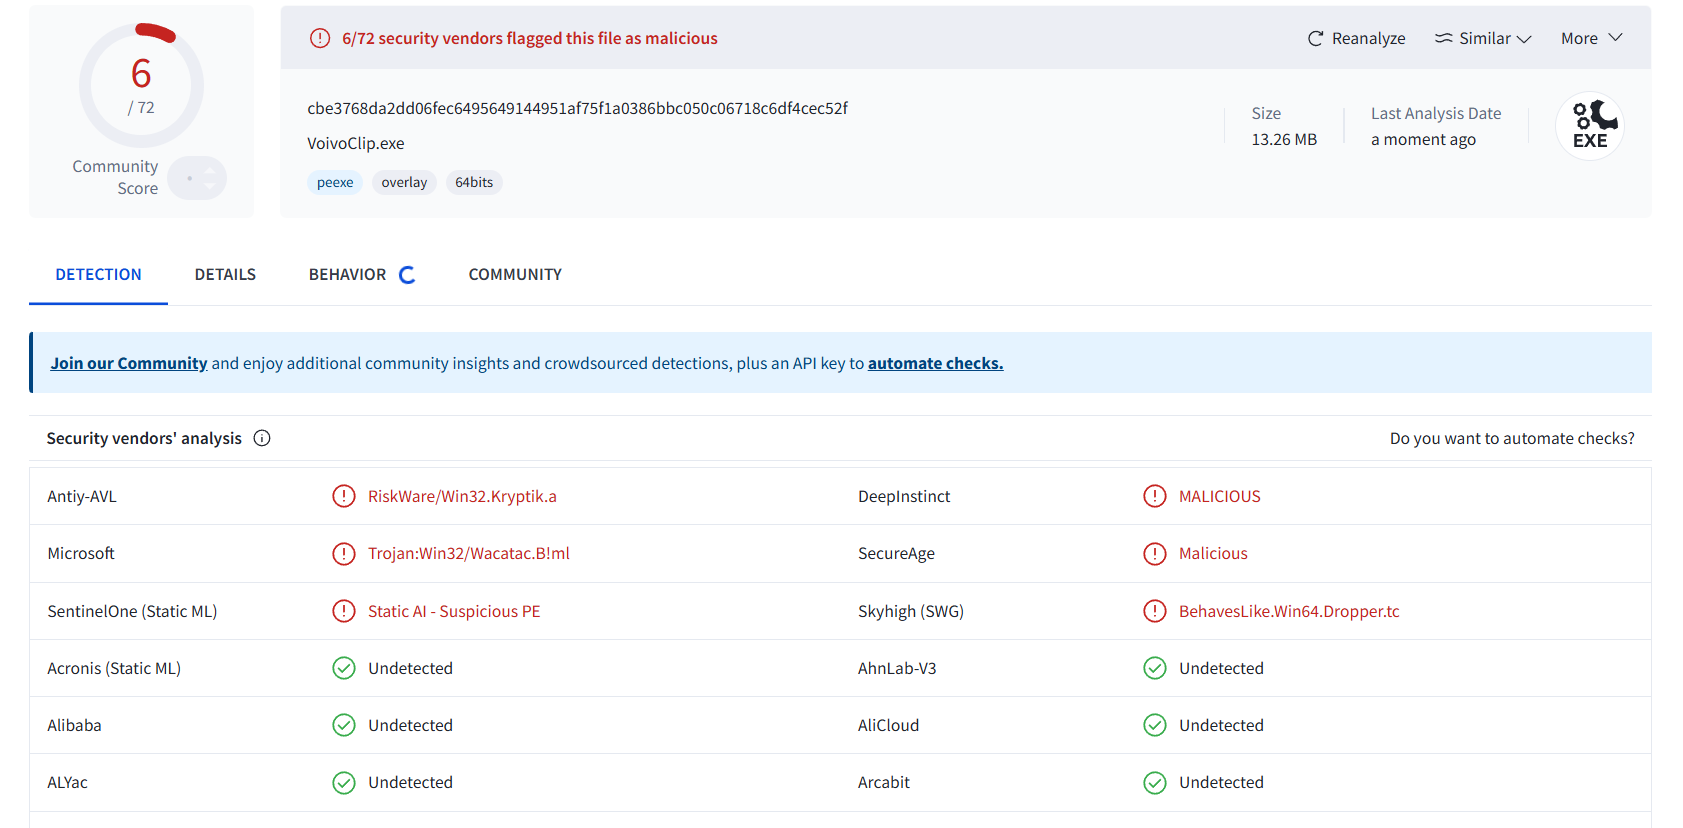 6
/ 72
Community
Score
6/72 security vendors flagged this file as malicious
Reanalyze
Similar
More
cbe3768da2dd06fec6495649144951af75f1a0386bbc050c06718c6df4cec52f
VoivoClip.exe
peexe
overlay
64bits
Size
13.26 MB
Last Analysis Date
a moment ago
EXE
DETECTION
DETAILS
BEHAVIOR
COMMUNITY
Join our Community and enjoy additional community insights and crowdsourced detections, plus an API key to automate checks.
Security vendors' analysis
Do you want to automate checks?
Antiy-AVL
RiskWare/Win32.Kryptik.a
DeepInstinct
MALICIOUS
Microsoft
Trojan:Win32/Wacatac.B!ml
SecureAge
Malicious
SentinelOne (Static ML)
Static AI - Suspicious PE
Skyhigh (SWG)
BehavesLike.Win64.Dropper.tc
Acronis (Static ML)
Undetected
AhnLab-V3
Undetected
Alibaba
Undetected
AliCloud
Undetected
ALYac
Undetected
Arcabit
Undetected